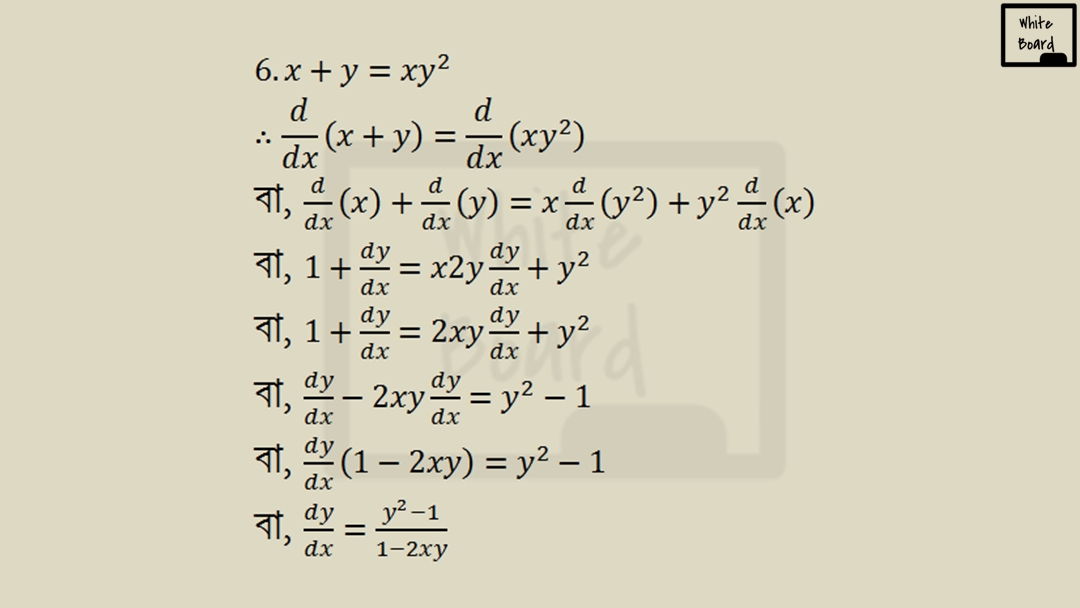 White
Board
6. x + y = xy²
∴ d/dx (x + y) = d/dx (xy²)
বা, d/dx (x) + d/dx (y) = x d/dx (y²) + y² d/dx (x)
বা, 1 + dy/dx = x2y dy/dx + y²
বা, 1 + dy/dx = 2xy dy/dx + y²
বা, dy/dx − 2xy dy/dx = y² − 1
বা, dy/dx (1 − 2xy) = y² − 1
বা, dy/dx = y²−1/1−2xy
White
Board